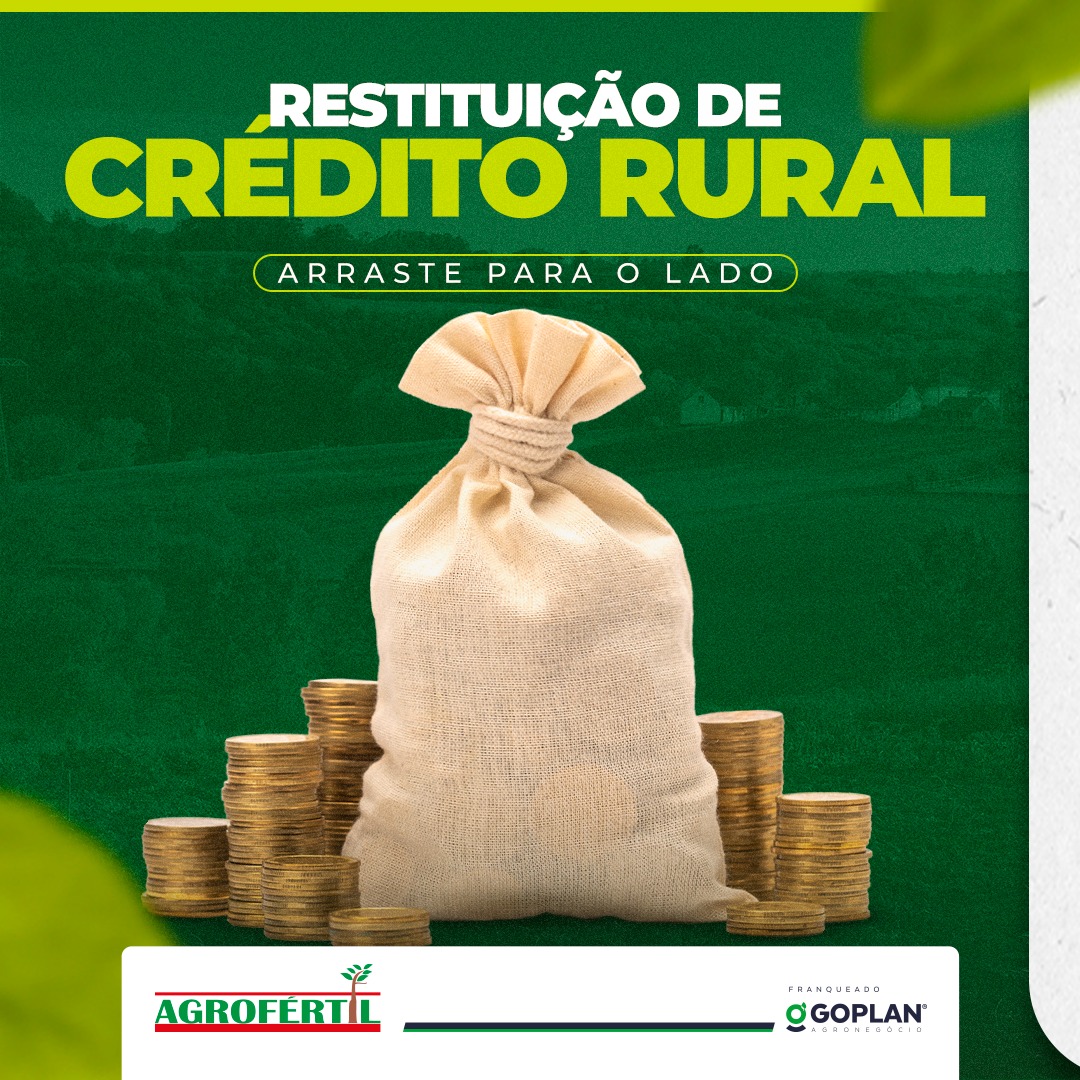 RESTITUIÇÃO DE
CRÉDITO RURAL
ARRASTE PARA O LADO
AGROFÉRTIL
FRANQUEADO
GOPLAN®
AGRONEGÓCIO